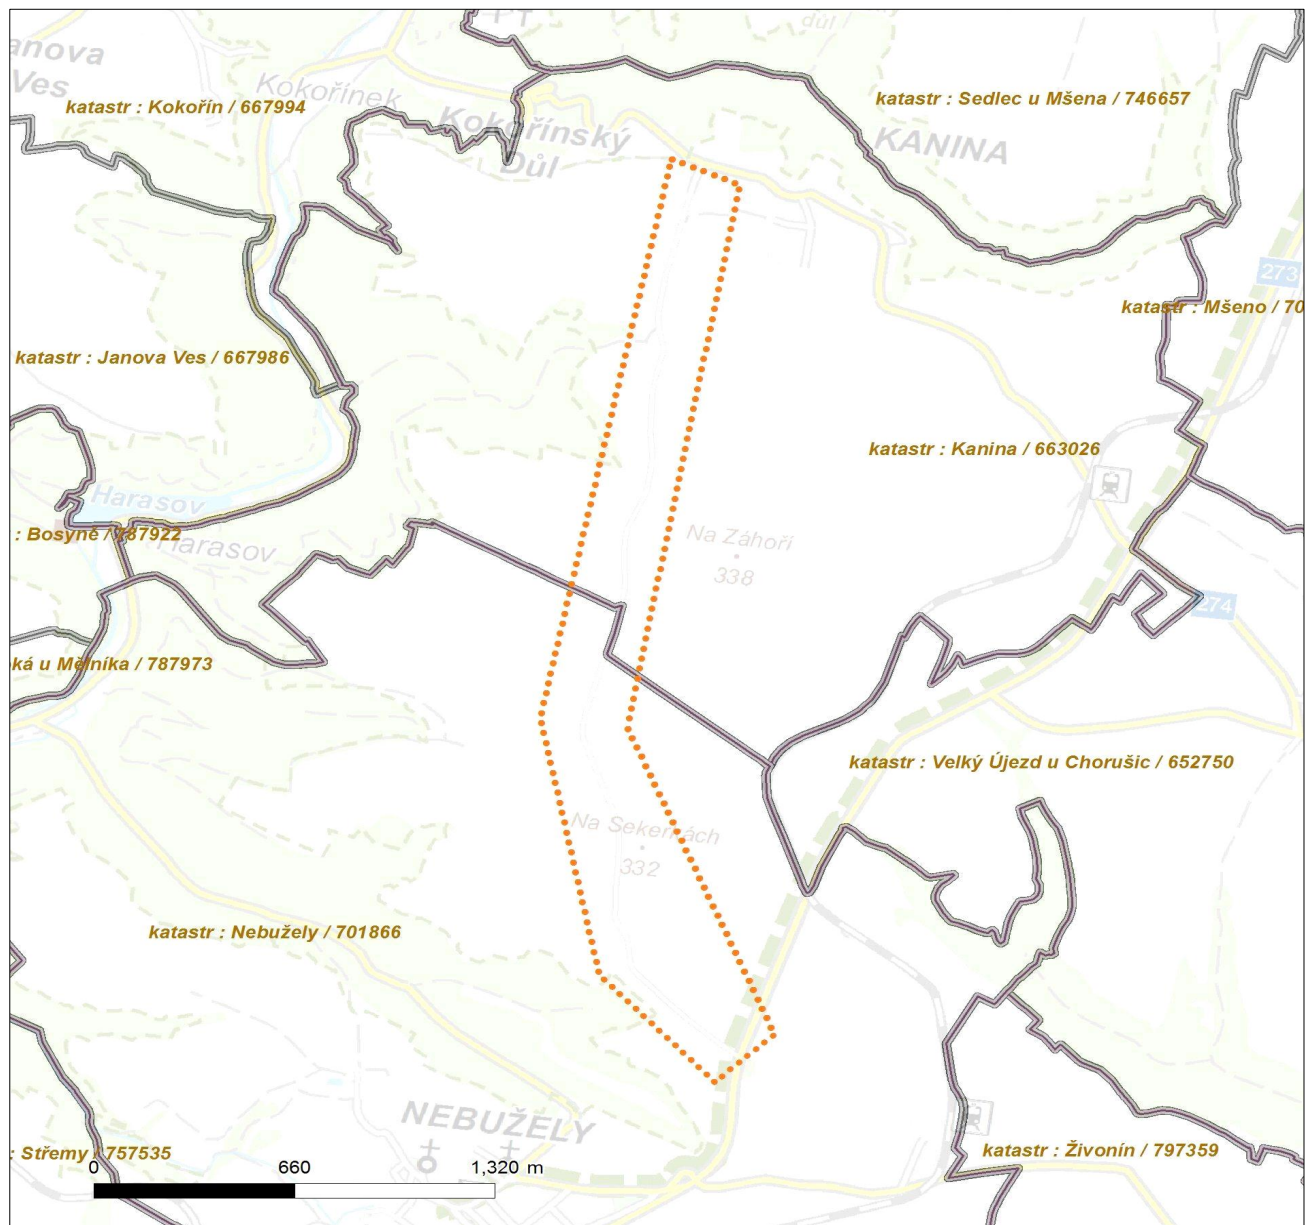 důl
anova
Ves
Kokořínek
katastr : Kokořín / 667994
katastr : Sedlec u Mšena / 746657
Kokořínský
Důl
KANINA
273
katastr : Mšeno / 70
katastr : Janova Ves / 667986
katastr : Kanina / 663026
Harasov
: Bosyně / 787922
Harasov
Na Záhoří
338
274
ká u Mělníka / 787973
katastr : Velký Újezd u Chorušic / 652750
Na Sekernách
332
katastr : Nebužely / 701866
NEBUŽELY
: Střemy / 757535
katastr : Živonín / 797359
0 660 1,320 m